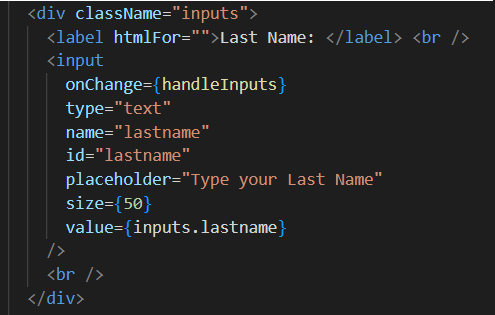 <div className="inputs">
<label htmlFor="">Last Name: </label> <br />
<input
onChange={handleInputs}
type="text"
name="lastname"
id="lastname"
placeholder="Type your Last Name"
size={50}
value={inputs.lastname}
/>
<br />
</div>